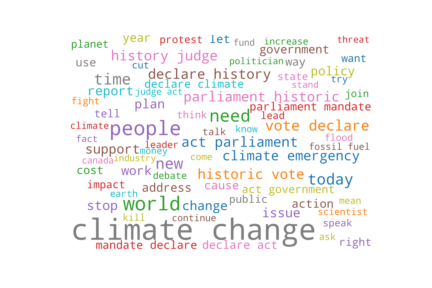 planet year protest let fund increase threat
history judge government
use cut politician way want
time declare history state policy
report declare climate judge act stand try
fight plan parliament historic join
tell need parliament mandate
climate people think lead
fact talk know vote declare
support leader act parliament flood fossil fuel
canada industry money new come climate emergency
cost work debate historic vote today
impact address cause act government
earth public action mean
stop world change issue scientist
kill continue speak
climate change ask right
mandate declare declare act